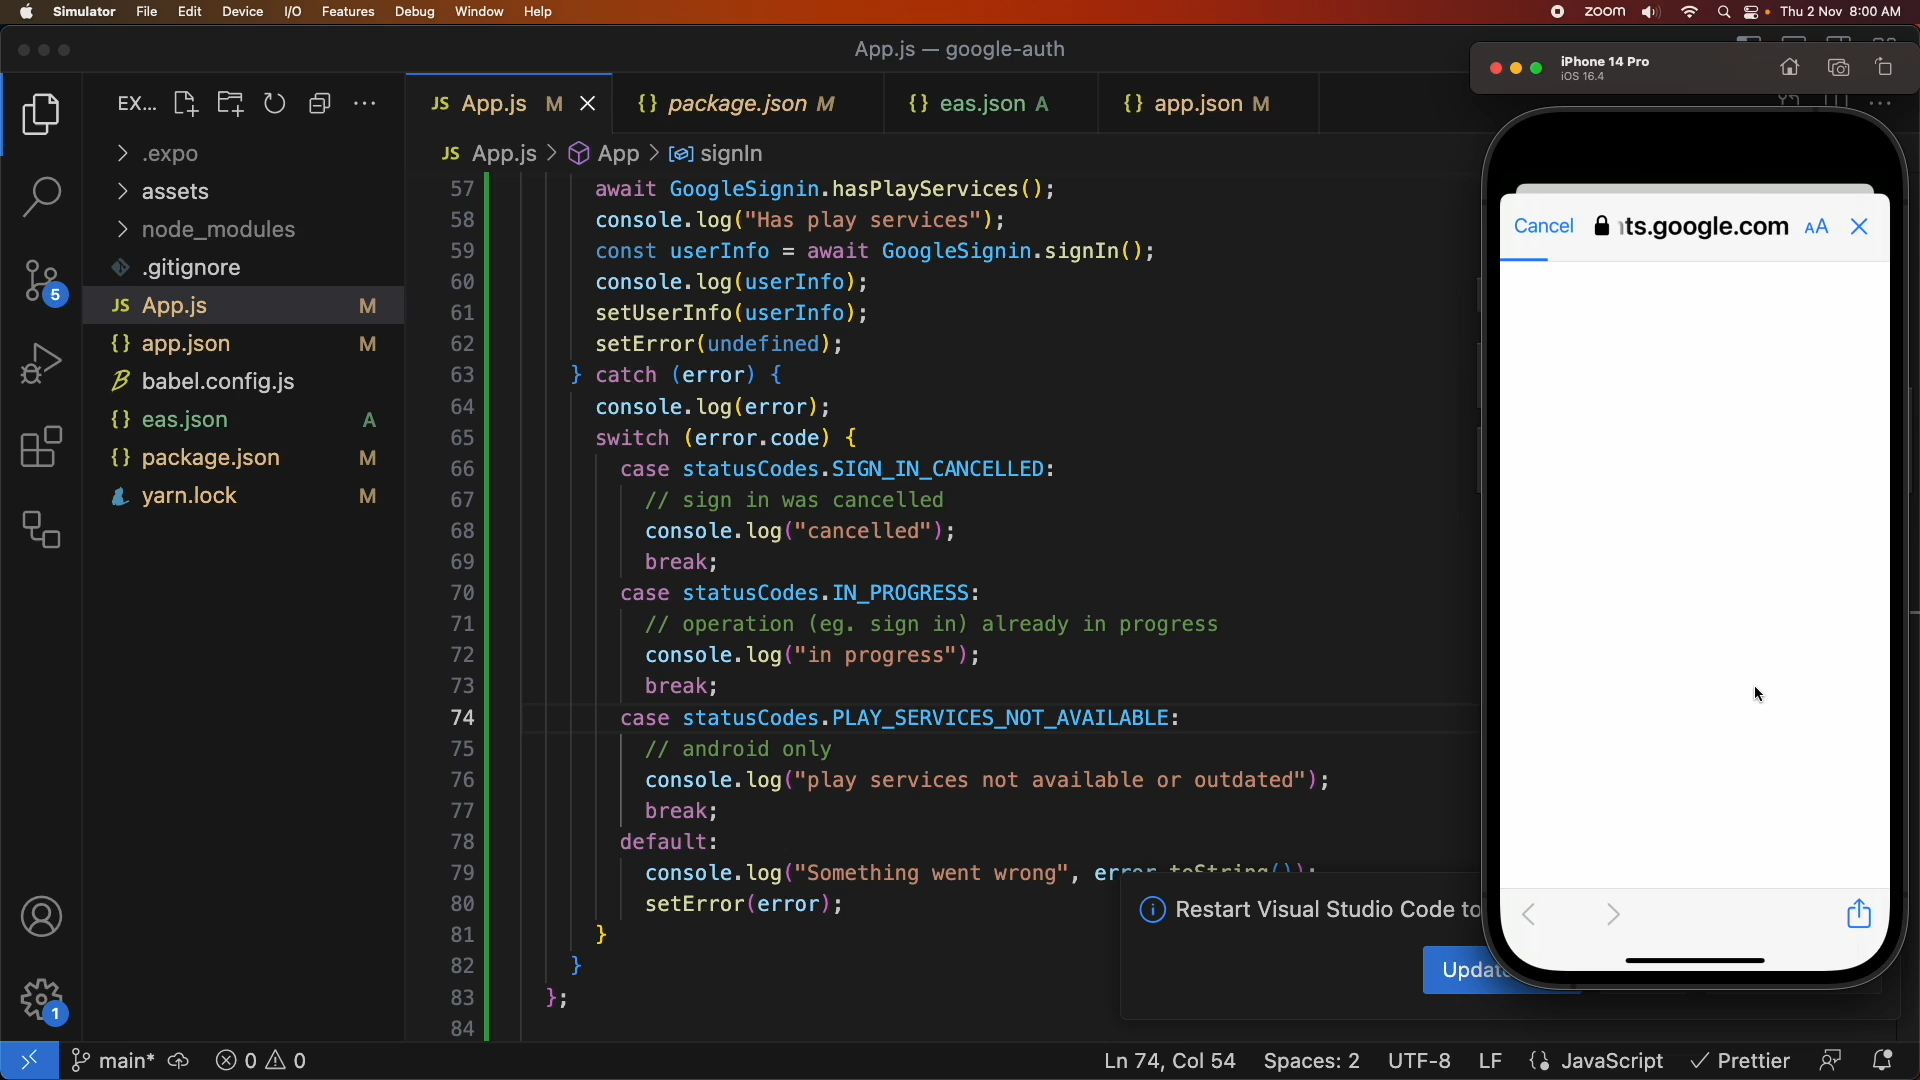 Simulator File Edit Device I/O Features Debug Window Help zoom Thu 2 Nov 8:00 AM
App.js — google-auth
iPhone 14 Pro
iOS 16.4
EX...
JS App.js M
{} package.json M
{} eas.json A
{} app.json M
JS App.js > App > signIn
.expo
assets
node_modules
.gitignore
JS App.js M
{} app.json M
babel.config.js
{} eas.json A
{} package.json M
yarn.lock M
5
1
57 await GoogleSignin.hasPlayServices();
58 console.log("Has play services");
59 const userInfo = await GoogleSignin.signIn();
60 console.log(userInfo);
61 setUserInfo(userInfo);
62 setError(undefined);
63 } catch (error) {
64 console.log(error);
65 switch (error.code) {
66 case statusCodes.SIGN_IN_CANCELLED:
67 // sign in was cancelled
68 console.log("cancelled");
69 break;
70 case statusCodes.IN_PROGRESS:
71 // operation (eg. sign in) already in progress
72 console.log("in progress");
73 break;
74 case statusCodes.PLAY_SERVICES_NOT_AVAILABLE:
75 // android only
76 console.log("play services not available or outdated");
77 break;
78 default:
79 console.log("Something went wrong", error.toString());
80 setError(error);
81 }
82 }
83 };
84
Cancel ts.google.com AA
Restart Visual Studio Code to
Update
main* 0 0 Ln 74, Col 54 Spaces: 2 UTF-8 LF JavaScript Prettier